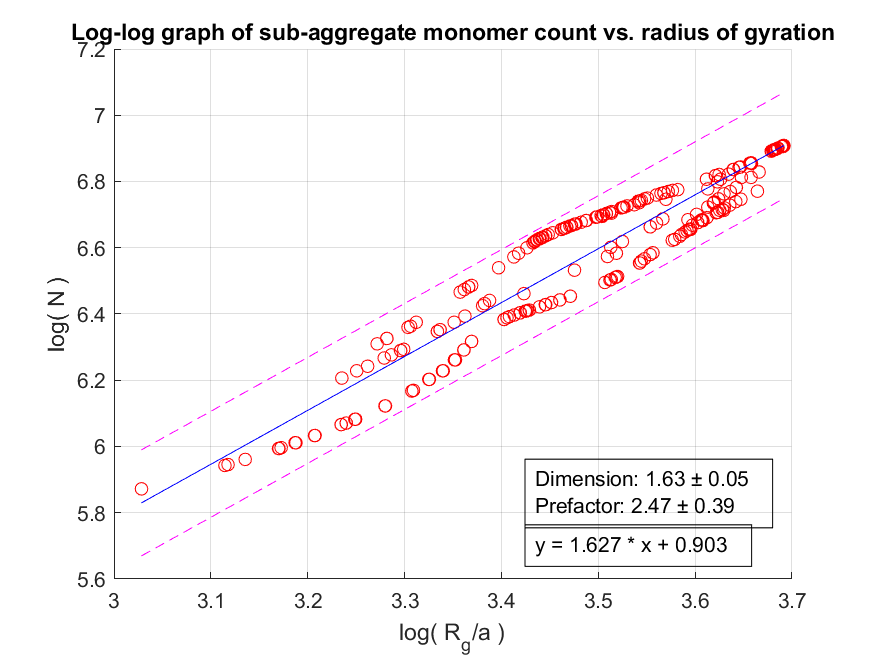 Log-log graph of sub-aggregate monomer count vs. radius of gyration
7.2
7
6.8
6.6
6.4
6.2
6
5.8
5.6
log( N )
Dimension: 1.63 ± 0.05
Prefactor: 2.47 ± 0.39
y = 1.627 * x + 0.903
3 3.1 3.2 3.3 3.4 3.5 3.6 3.7
log( Rg/a )